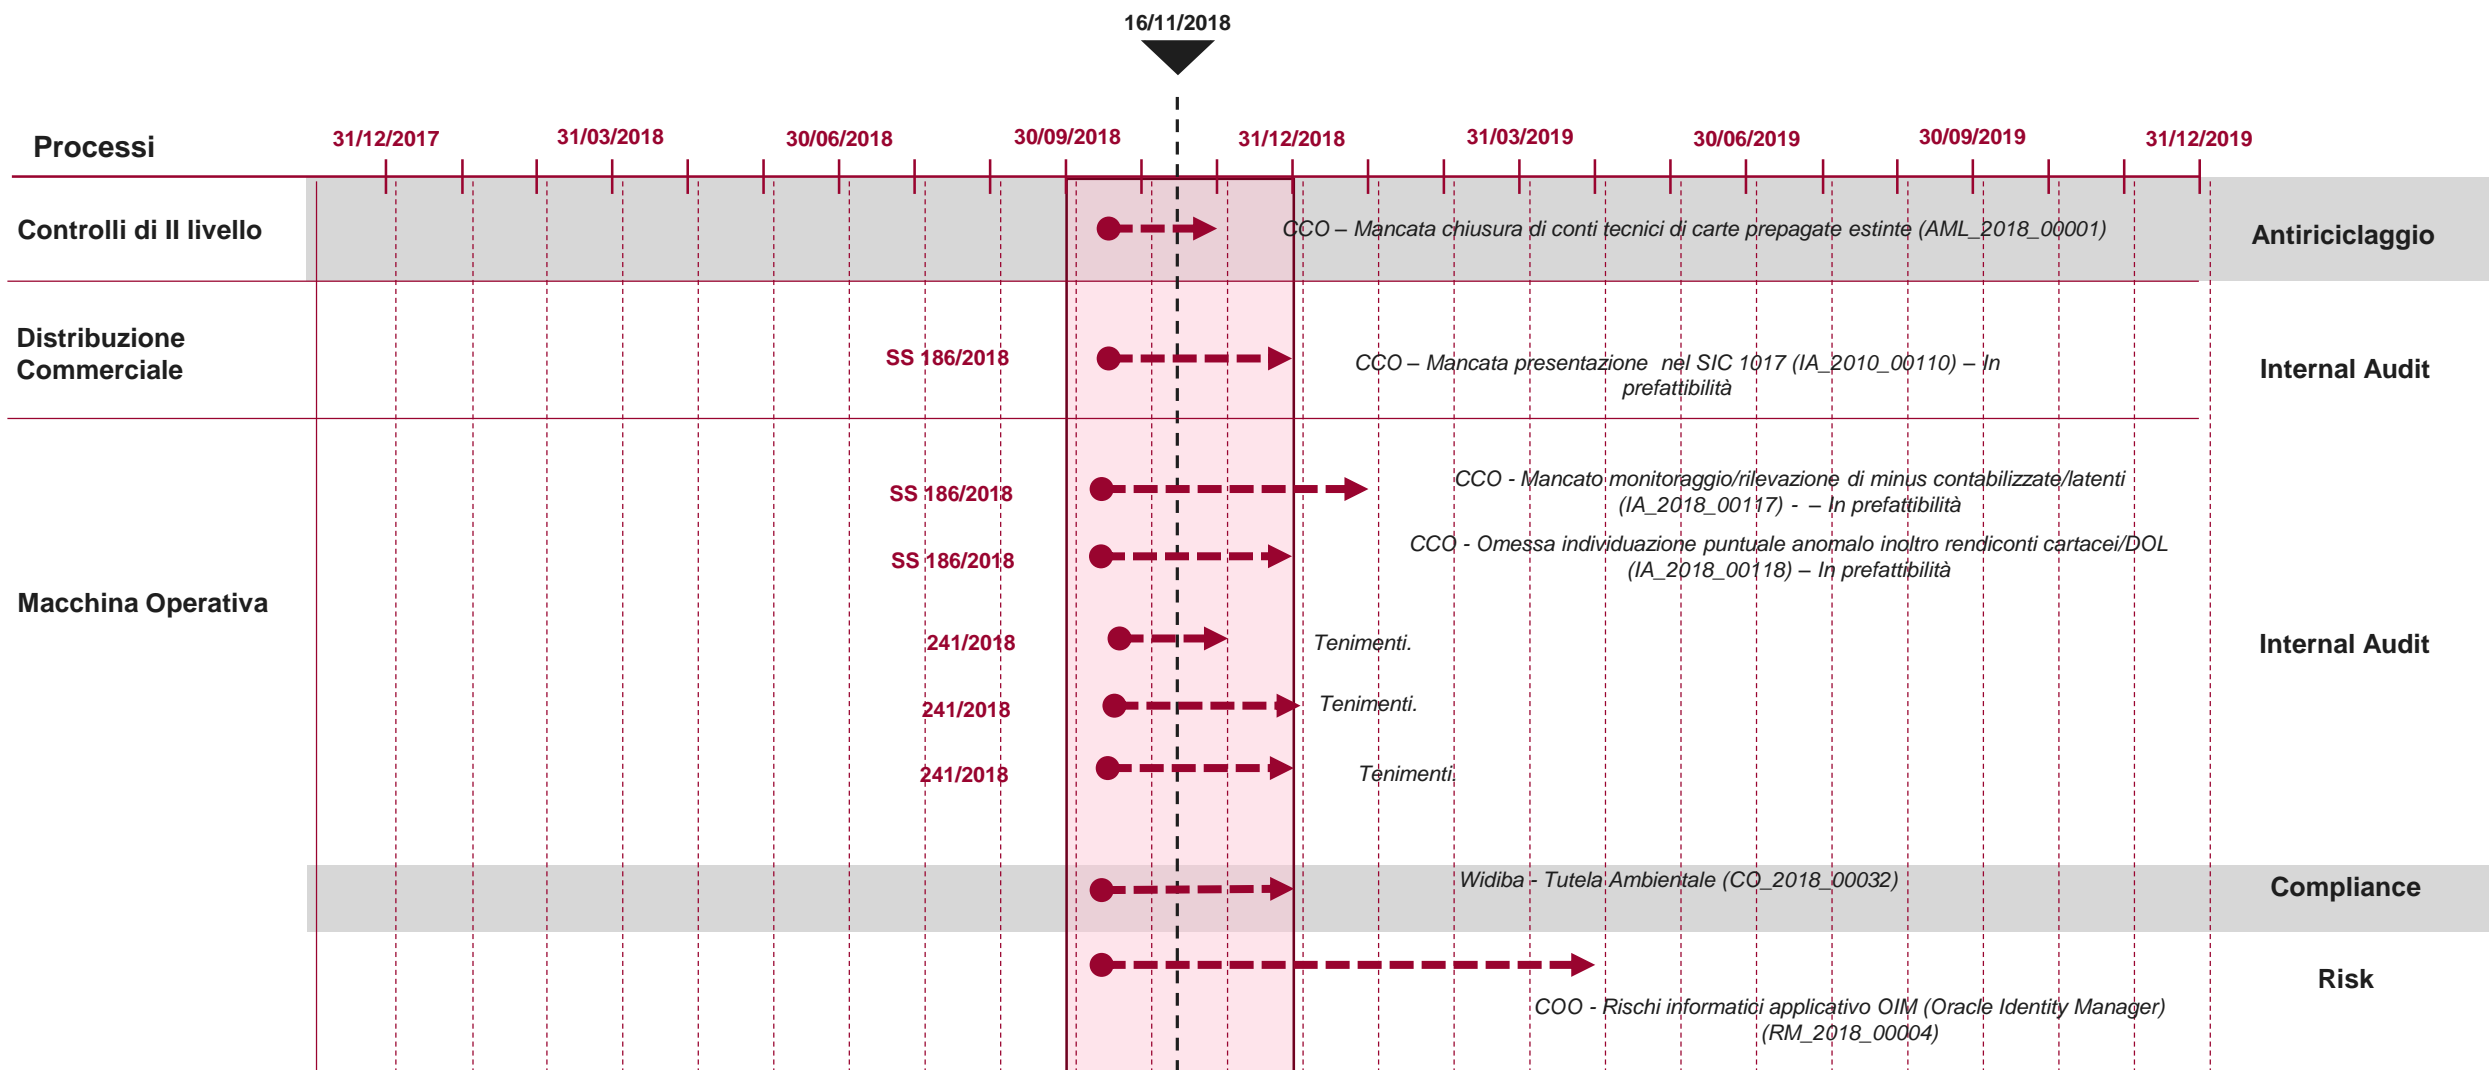 16/11/2018
Processi
31/12/2017
31/03/2018
30/06/2018
30/09/2018
31/12/2018
31/03/2019
30/06/2019
30/09/2019
31/12/2019
Controlli di II livello
CCO – Mancata chiusura di conti tecnici di carte prepagate estinte (AML_2018_00001)
Antiriciclaggio
Distribuzione
Commerciale
SS 186/2018
CCO – Mancata presentazione nel SIC 1017 (IA_2010_00110) – In
prefattibilità
Internal Audit
SS 186/2018
CCO - Mancato monitoraggio/rilevazione di minus contabilizzate/latenti
(IA_2018_00117) - – In prefattibilità
SS 186/2018
CCO - Omessa individuazione puntuale anomalo inoltro rendiconti cartacei/DOL
(IA_2018_00118) – In prefattibilità
Macchina Operativa
241/2018
Tenimenti.
Internal Audit
241/2018
Tenimenti.
241/2018
Tenimenti.
Widiba - Tutela Ambientale (CO_2018_00032)
Compliance
Risk
COO - Rischi informatici applicativo OIM (Oracle Identity Manager)
(RM_2018_00004)